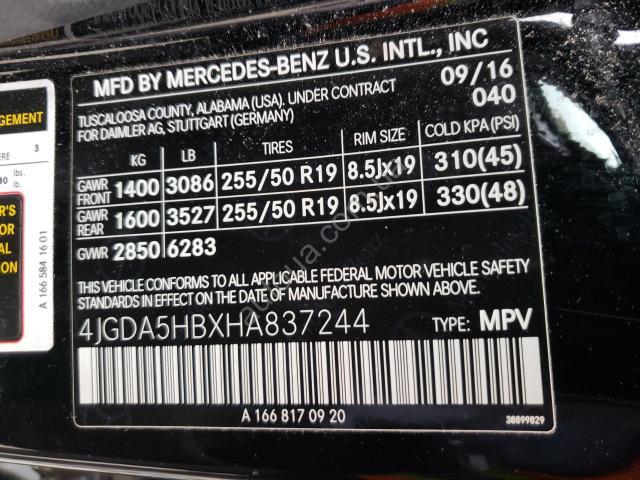 MFD BY MERCEDES-BENZ U.S. INTL., INC
TUSCALOOSA COUNTY, ALABAMA (USA). UNDER CONTRACT
FOR DAIMLER AG, STUTTGART (GERMANY)
09/16
040
KG LB TIRES RIM SIZE COLD KPA(PSI)
GAWR FRONT 1400 3086 255/50 R19 8.5Jx19 310(45)
GAWR REAR 1600 3527 255/50 R19 8.5Jx19 330(48)
GVWR 2850 6283
THIS VEHICLE CONFORMS TO ALL APPLICABLE FEDERAL MOTOR VEHICLE SAFETY
STANDARDS IN EFFECT ON THE DATE OF MANUFACTURE SHOWN ABOVE.
4JGDA5HBXHA837244
TYPE: MPV
A 166 817 09 20
38899829
A 166 584 16 01
3
lbs.
lb.